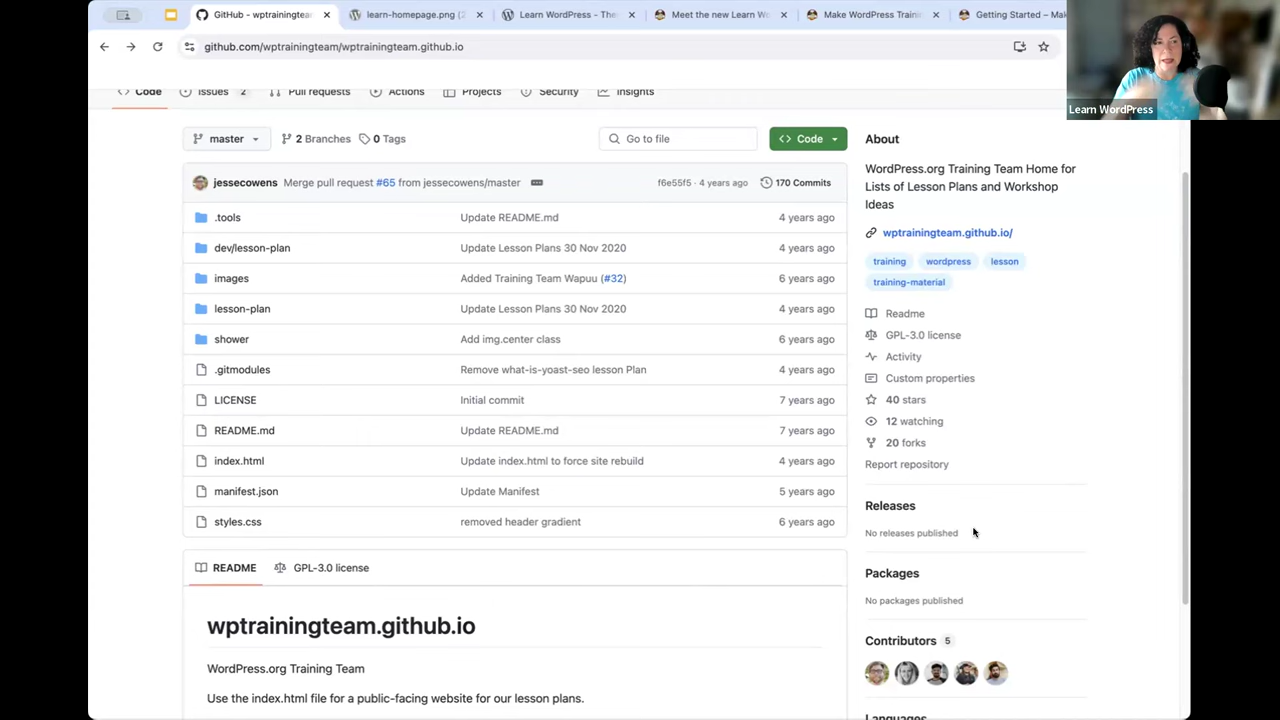 GitHub - wptrainingtea
learn-homepage.png (2
Learn WordPress - The
Meet the new Learn W
Make WordPress Traini
Getting Started – Mak
github.com/wptrainingteam/wptrainingteam.github.io
Learn WordPress
Code
Issues 2
Pull requests
Actions
Projects
Security
Insights
master
2 Branches
0 Tags
Go to file
Code
jessecowens Merge pull request #65 from jessecowens/master f6e55f5 · 4 years ago 170 Commits
.tools Update README.md 4 years ago
dev/lesson-plan Update Lesson Plans 30 Nov 2020 4 years ago
images Added Training Team Wapuu (#32) 6 years ago
lesson-plan Update Lesson Plans 30 Nov 2020 4 years ago
shower Add img.center class 6 years ago
.gitmodules Remove what-is-yoast-seo lesson Plan 4 years ago
LICENSE Initial commit 7 years ago
README.md Update README.md 7 years ago
index.html Update index.html to force site rebuild 4 years ago
manifest.json Update Manifest 5 years ago
styles.css removed header gradient 6 years ago
README
GPL-3.0 license
wptrainingteam.github.io
WordPress.org Training Team
Use the index.html file for a public-facing website for our lesson plans.
About
WordPress.org Training Team Home for
Lists of Lesson Plans and Workshop
Ideas
wptrainingteam.github.io/
training wordpress lesson
training-material
Readme
GPL-3.0 license
Activity
Custom properties
40 stars
12 watching
20 forks
Report repository
Releases
No releases published
Packages
No packages published
Contributors 5
Languages